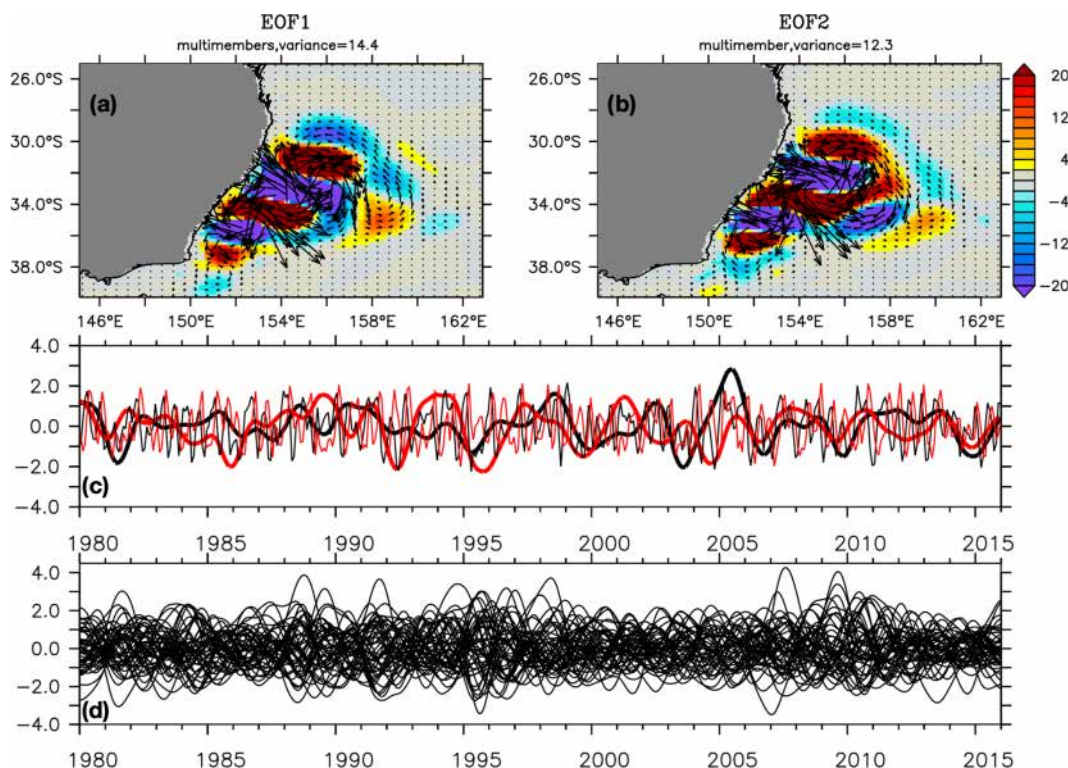 EOF1 EOF2
multimembers,variance=14.4 multimember,variance=12.3
26.0°S 26.0°S 20
(a) (b)
30.0°S 30.0°S 12
4
34.0°S 34.0°S −4
−12
38.0°S 38.0°S −20
146°E 150°E 154°E 158°E 162°E 146°E 150°E 154°E 158°E 162°E
4.0
2.0
0.0
−2.0
(c)
−4.0
1980 1985 1990 1995 2000 2005 2010 2015
4.0
2.0
0.0
−2.0
(d)
−4.0
1980 1985 1990 1995 2000 2005 2010 2015